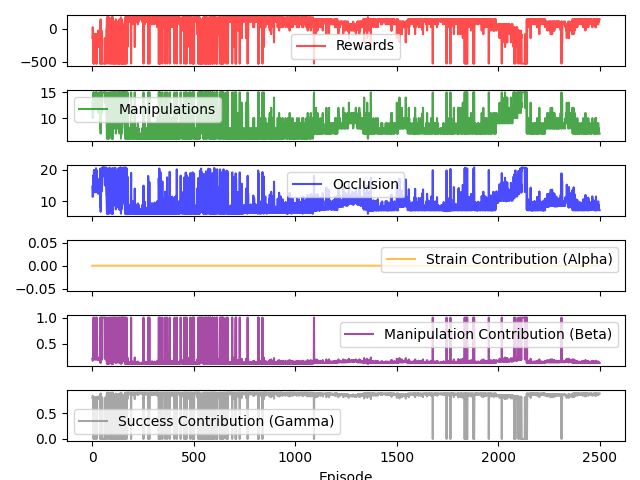 0
−500
Rewards
15
10
Manipulations
20
10
Occlusion
0.05
0.00
−0.05
Strain Contribution (Alpha)
1.0
0.5
Manipulation Contribution (Beta)
0.5
0.0
Success Contribution (Gamma)
0 500 1000 1500 2000 2500
Episode